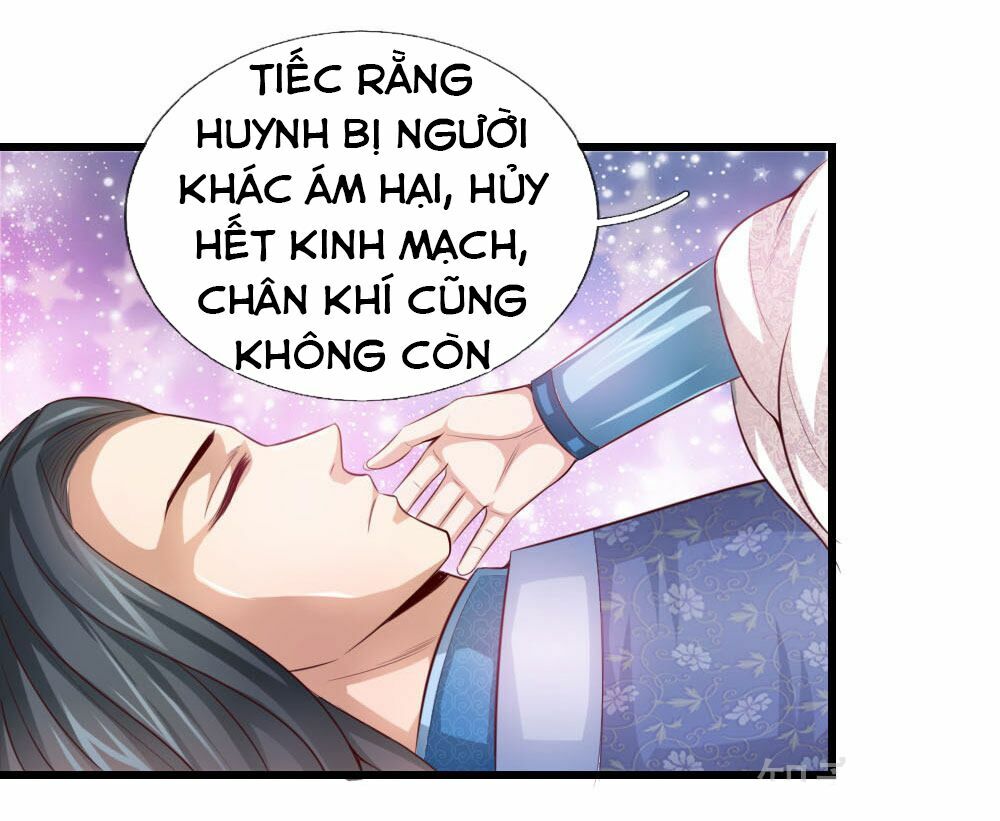 TIẾC RẰNG
HUYNH BỊ NGƯỜI
KHÁC ÁM HẠI, HỦY
HẾT KINH MẠCH,
CHÂN KHÍ CŨNG
KHÔNG CÒN